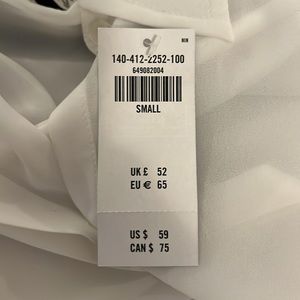 140-412-2252-100
649082004
SMALL
UK £ 52
EU € 65
US $ 59
CAN $ 75